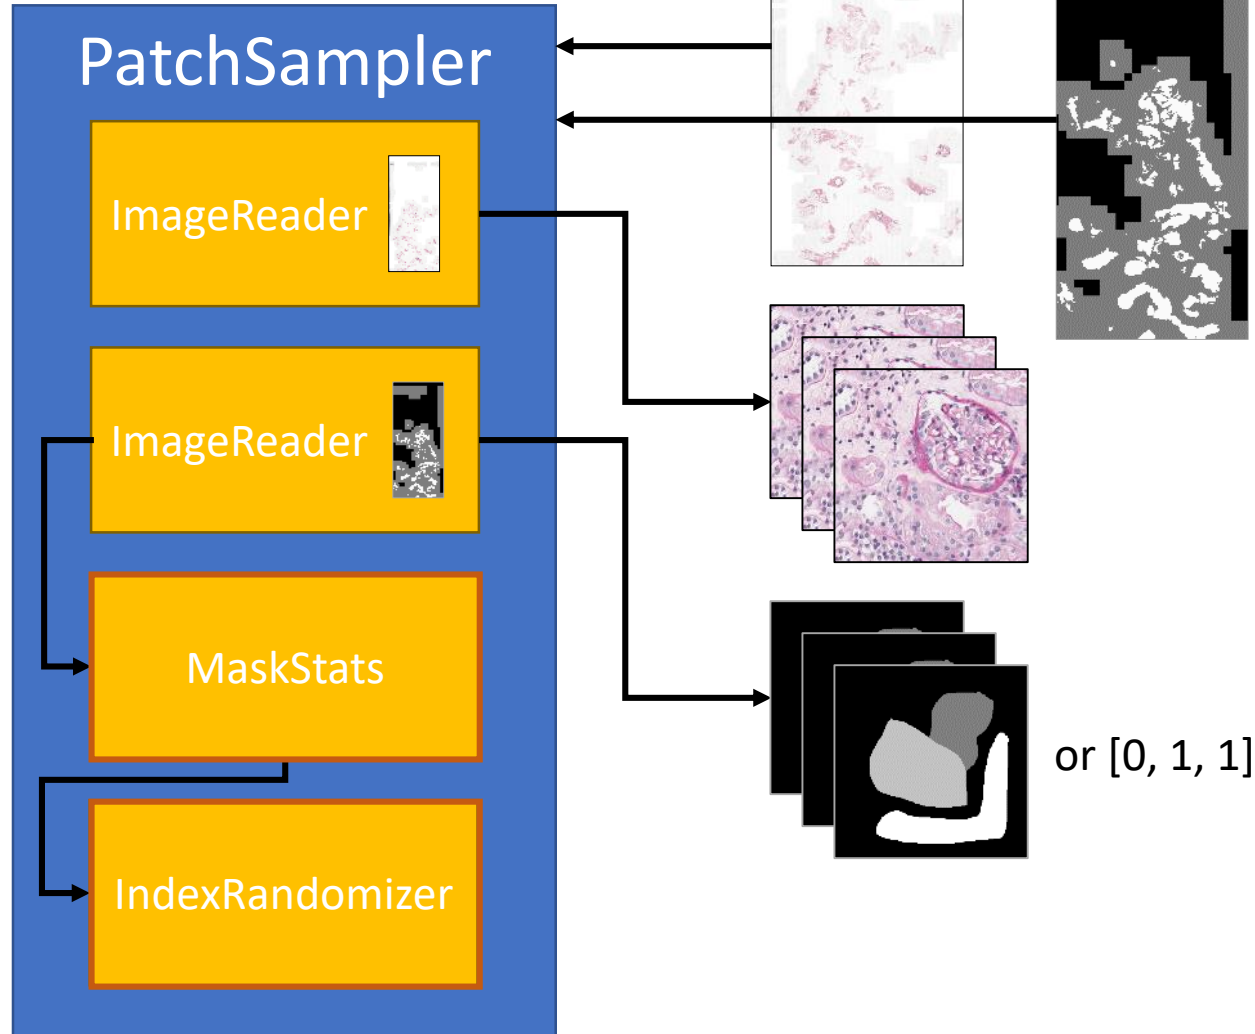 PatchSampler
ImageReader
ImageReader
MaskStats
or [0, 1, 1]
IndexRandomizer